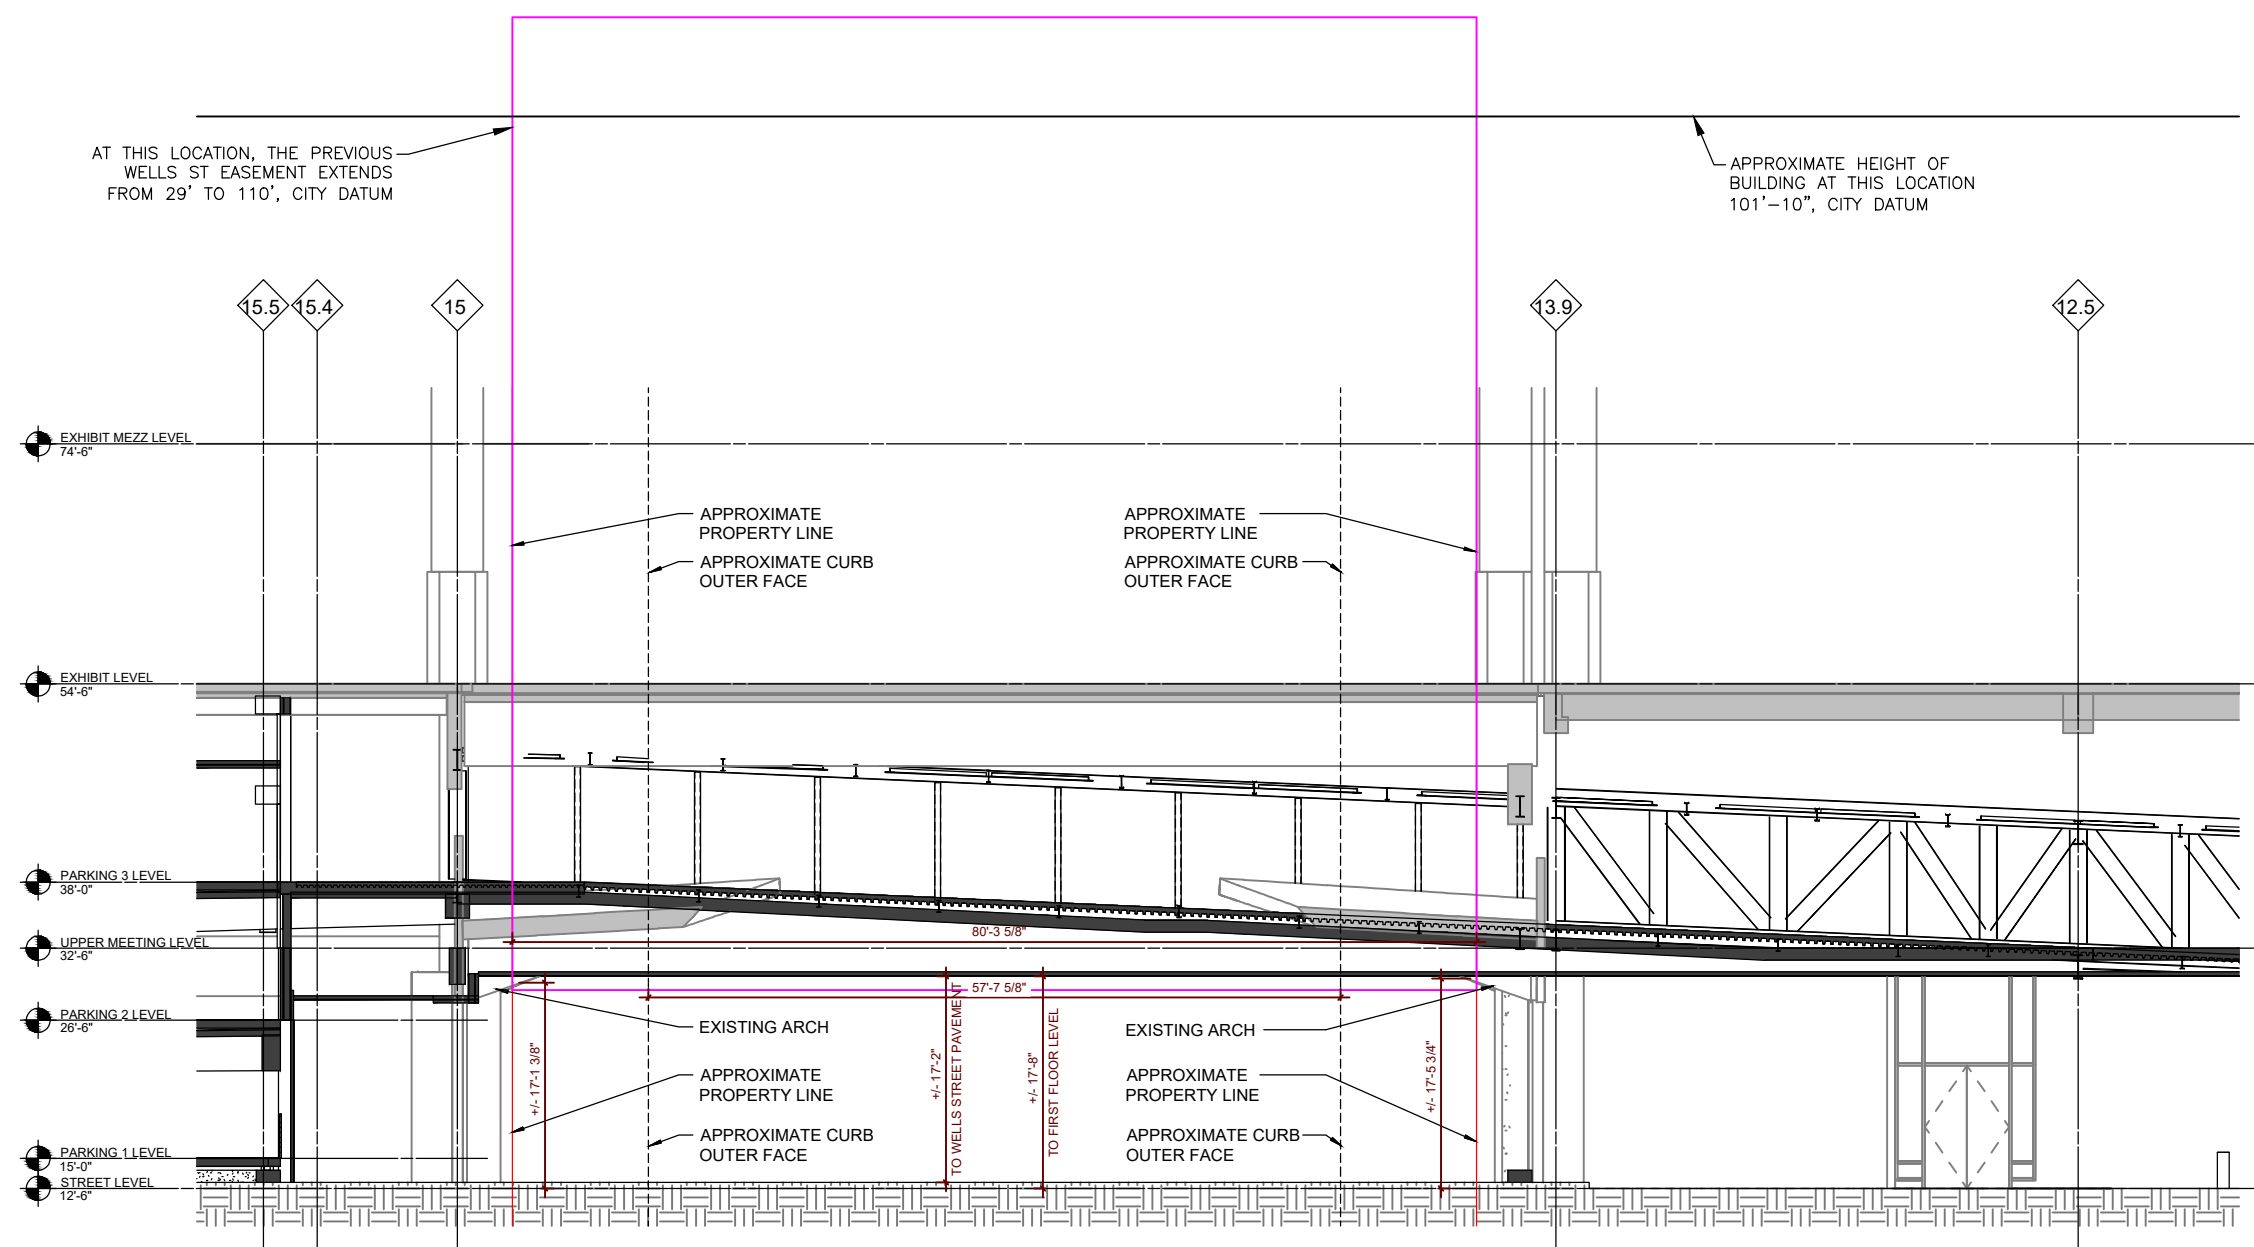 AT THIS LOCATION, THE PREVIOUS
WELLS ST EASEMENT EXTENDS
FROM 29' TO 110', CITY DATUM
APPROXIMATE HEIGHT OF
BUILDING AT THIS LOCATION
101'-10", CITY DATUM
15.5
15.4
15
13.9
12.5
EXHIBIT MEZZ LEVEL
74'-6"
APPROXIMATE
PROPERTY LINE
APPROXIMATE CURB
OUTER FACE
APPROXIMATE
PROPERTY LINE
APPROXIMATE CURB
OUTER FACE
EXHIBIT LEVEL
54'-6"
PARKING 3 LEVEL
38'-0"
UPPER MEETING LEVEL
32'-6"
80'-3 5/8"
57'-7 5/8"
PARKING 2 LEVEL
26'-6"
EXISTING ARCH
EXISTING ARCH
+/- 17'-1 3/8"
+/- 17'-2"
TO WELLS STREET PAVEMENT
+/- 17'-8"
TO FIRST FLOOR LEVEL
+/- 17'-5 3/4"
APPROXIMATE
PROPERTY LINE
APPROXIMATE CURB
OUTER FACE
APPROXIMATE
PROPERTY LINE
APPROXIMATE CURB
OUTER FACE
PARKING 1 LEVEL
15'-0"
STREET LEVEL
12'-6"